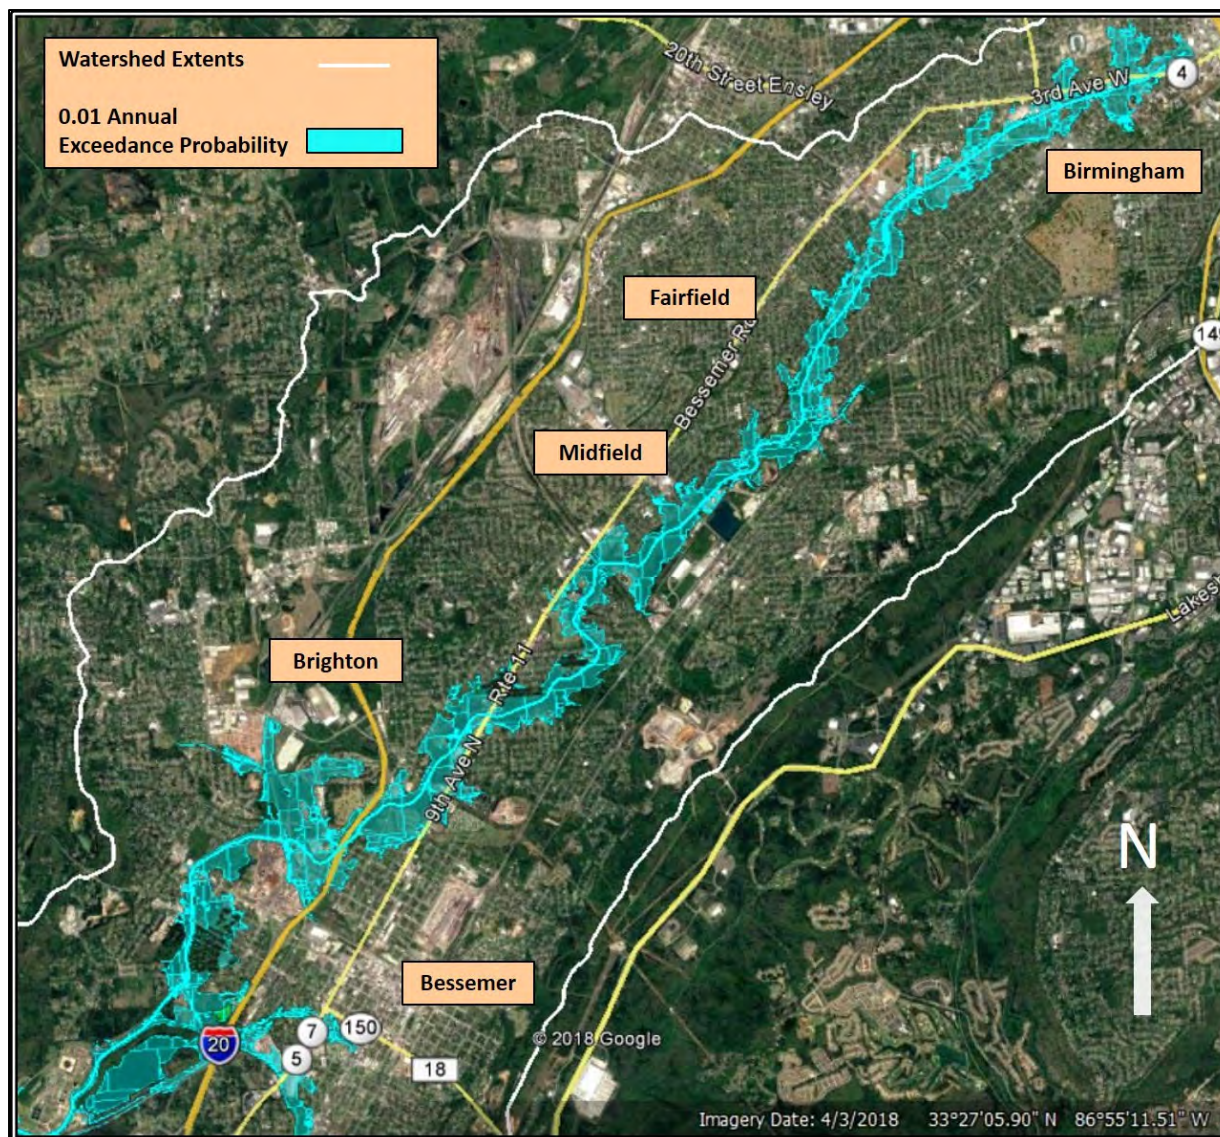 Watershed Extents
0.01 Annual
Exceedance Probability
20th Street Ensley
3rd Ave W
4
Birmingham
Fairfield
Bessemer Rd
149
Midfield
Lakesh
Brighton
Rte 11
9th Ave N
N
Bessemer
© 2018 Google
20
7
150
5
18
Imagery Date: 4/3/2018 33°27'05.90" N 86°55'11.51" W